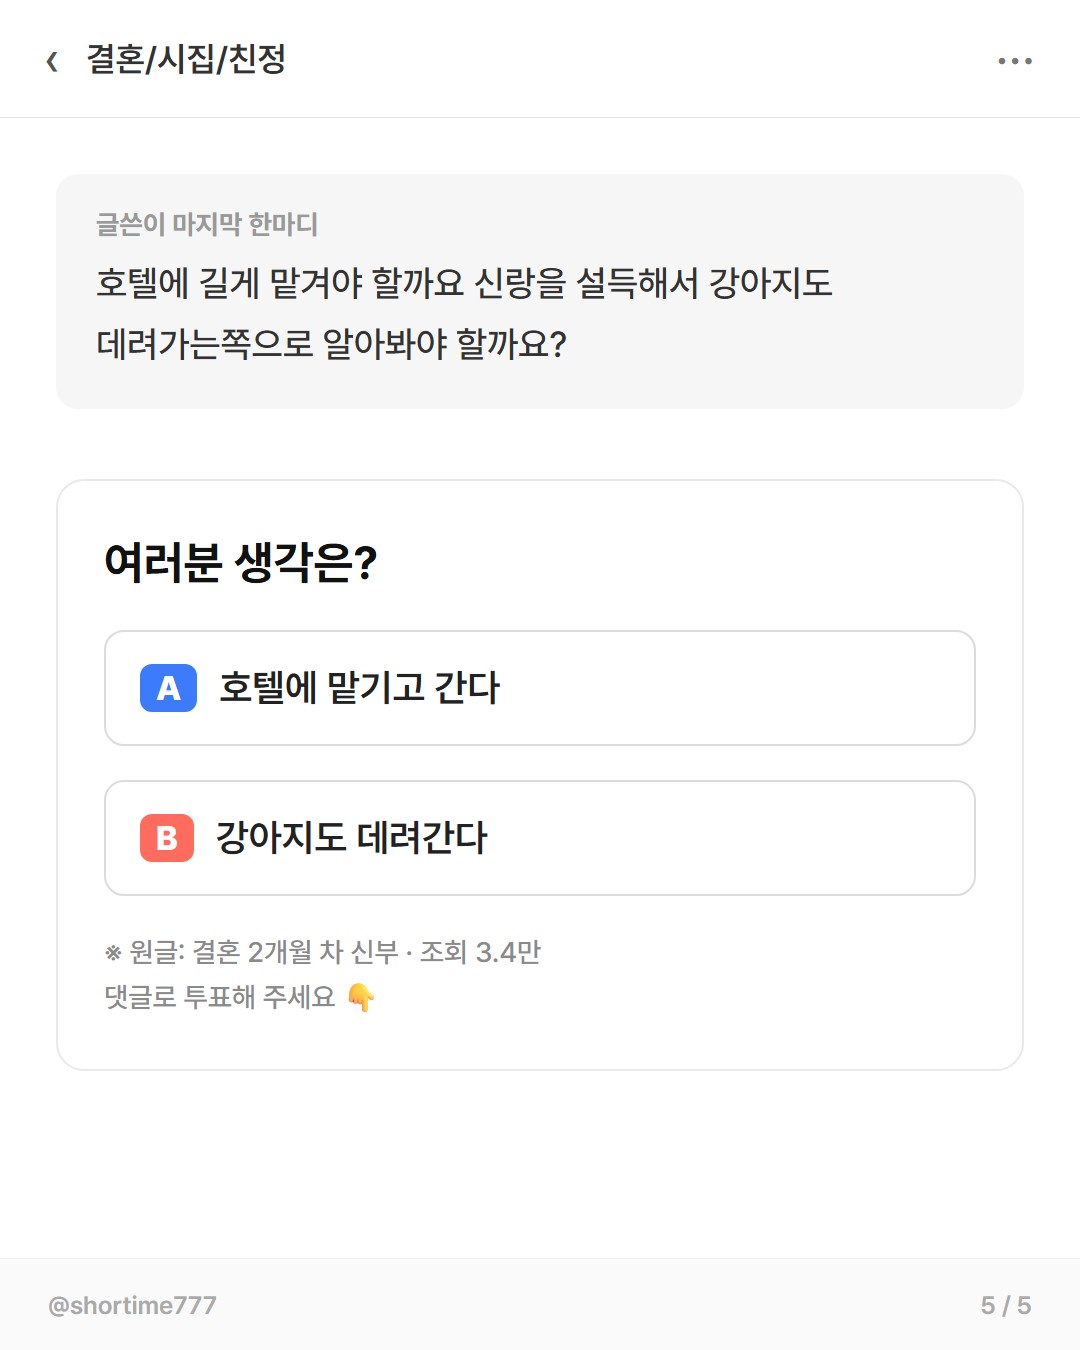 결혼/시집/친정
글쓴이 마지막 한마디
호텔에 길게 맡겨야 할까요 신랑을 설득해서 강아지도
데려가는쪽으로 알아봐야 할까요?
여러분 생각은?
A 호텔에 맡기고 간다
B 강아지도 데려간다
※ 원글: 결혼 2개월 차 신부 · 조회 3.4만
댓글로 투표해 주세요 👇
@shortime777
5 / 5